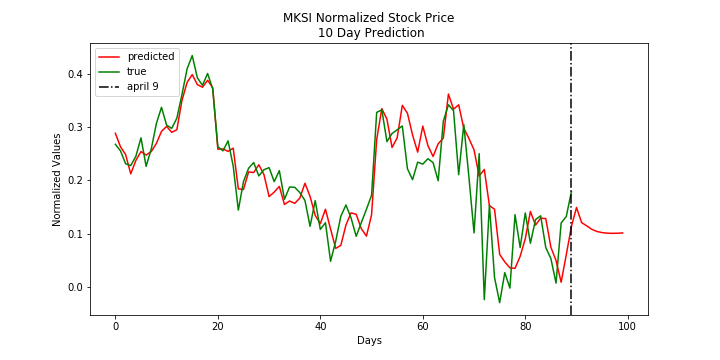 MKSI Normalized Stock Price
10 Day Prediction
predicted
true
april 9
Normalized Values
0.4
0.3
0.2
0.1
0.0
0
20
40
60
80
100
Days